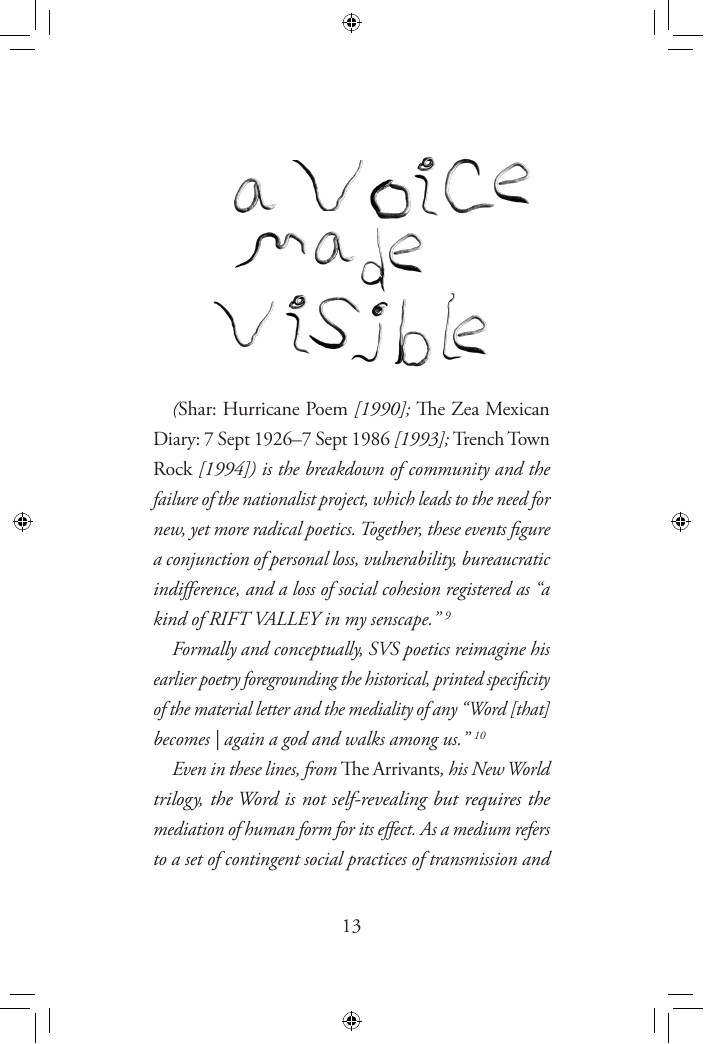 a voice
made
visible
(Shar: Hurricane Poem [1990]; The Zea Mexican
Diary: 7 Sept 1926–7 Sept 1986 [1993]; Trench Town
Rock [1994]) is the breakdown of community and the
failure of the nationalist project, which leads to the need for
new, yet more radical poetics. Together, these events figure
a conjunction of personal loss, vulnerability, bureaucratic
indifference, and a loss of social cohesion registered as “a
kind of RIFT VALLEY in my senscape.” 9
Formally and conceptually, SVS poetics reimagine his
earlier poetry foregrounding the historical, printed specificity
of the material letter and the mediality of any “Word [that]
becomes | again a god and walks among us.” 10
Even in these lines, from The Arrivants, his New World
trilogy, the Word is not self-revealing but requires the
mediation of human form for its effect. As a medium refers
to a set of contingent social practices of transmission and
13